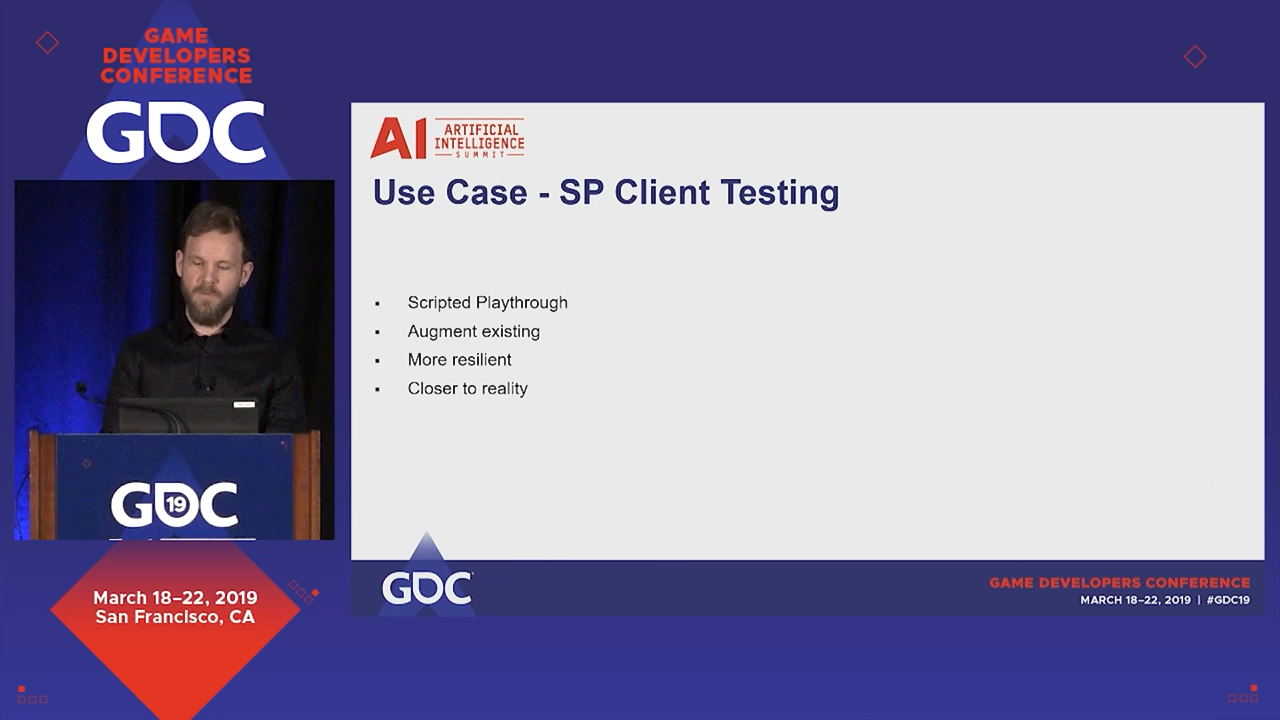 GAME
DEVELOPERS
CONFERENCE
GDC
GDC
19
March 18–22, 2019
San Francisco, CA
AI ARTIFICIAL
INTELLIGENCE
SUMMIT
Use Case - SP Client Testing
▪ Scripted Playthrough
▪ Augment existing
▪ More resilient
▪ Closer to reality
GDC
GAME DEVELOPERS CONFERENCE
MARCH 18–22, 2019 | #GDC19